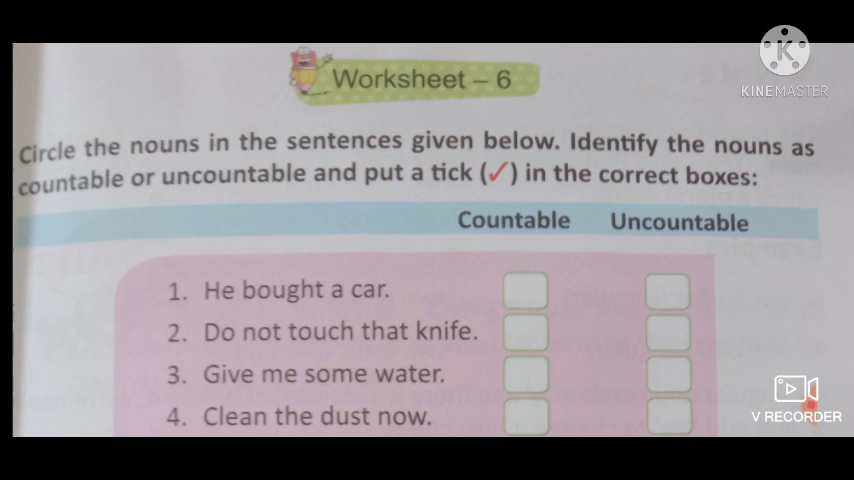 Worksheet – 6
KINEMASTER
Circle the nouns in the sentences given below. Identify the nouns as
countable or uncountable and put a tick (✓) in the correct boxes:
Countable Uncountable
1. He bought a car.
2. Do not touch that knife.
3. Give me some water.
4. Clean the dust now.
V RECORDER